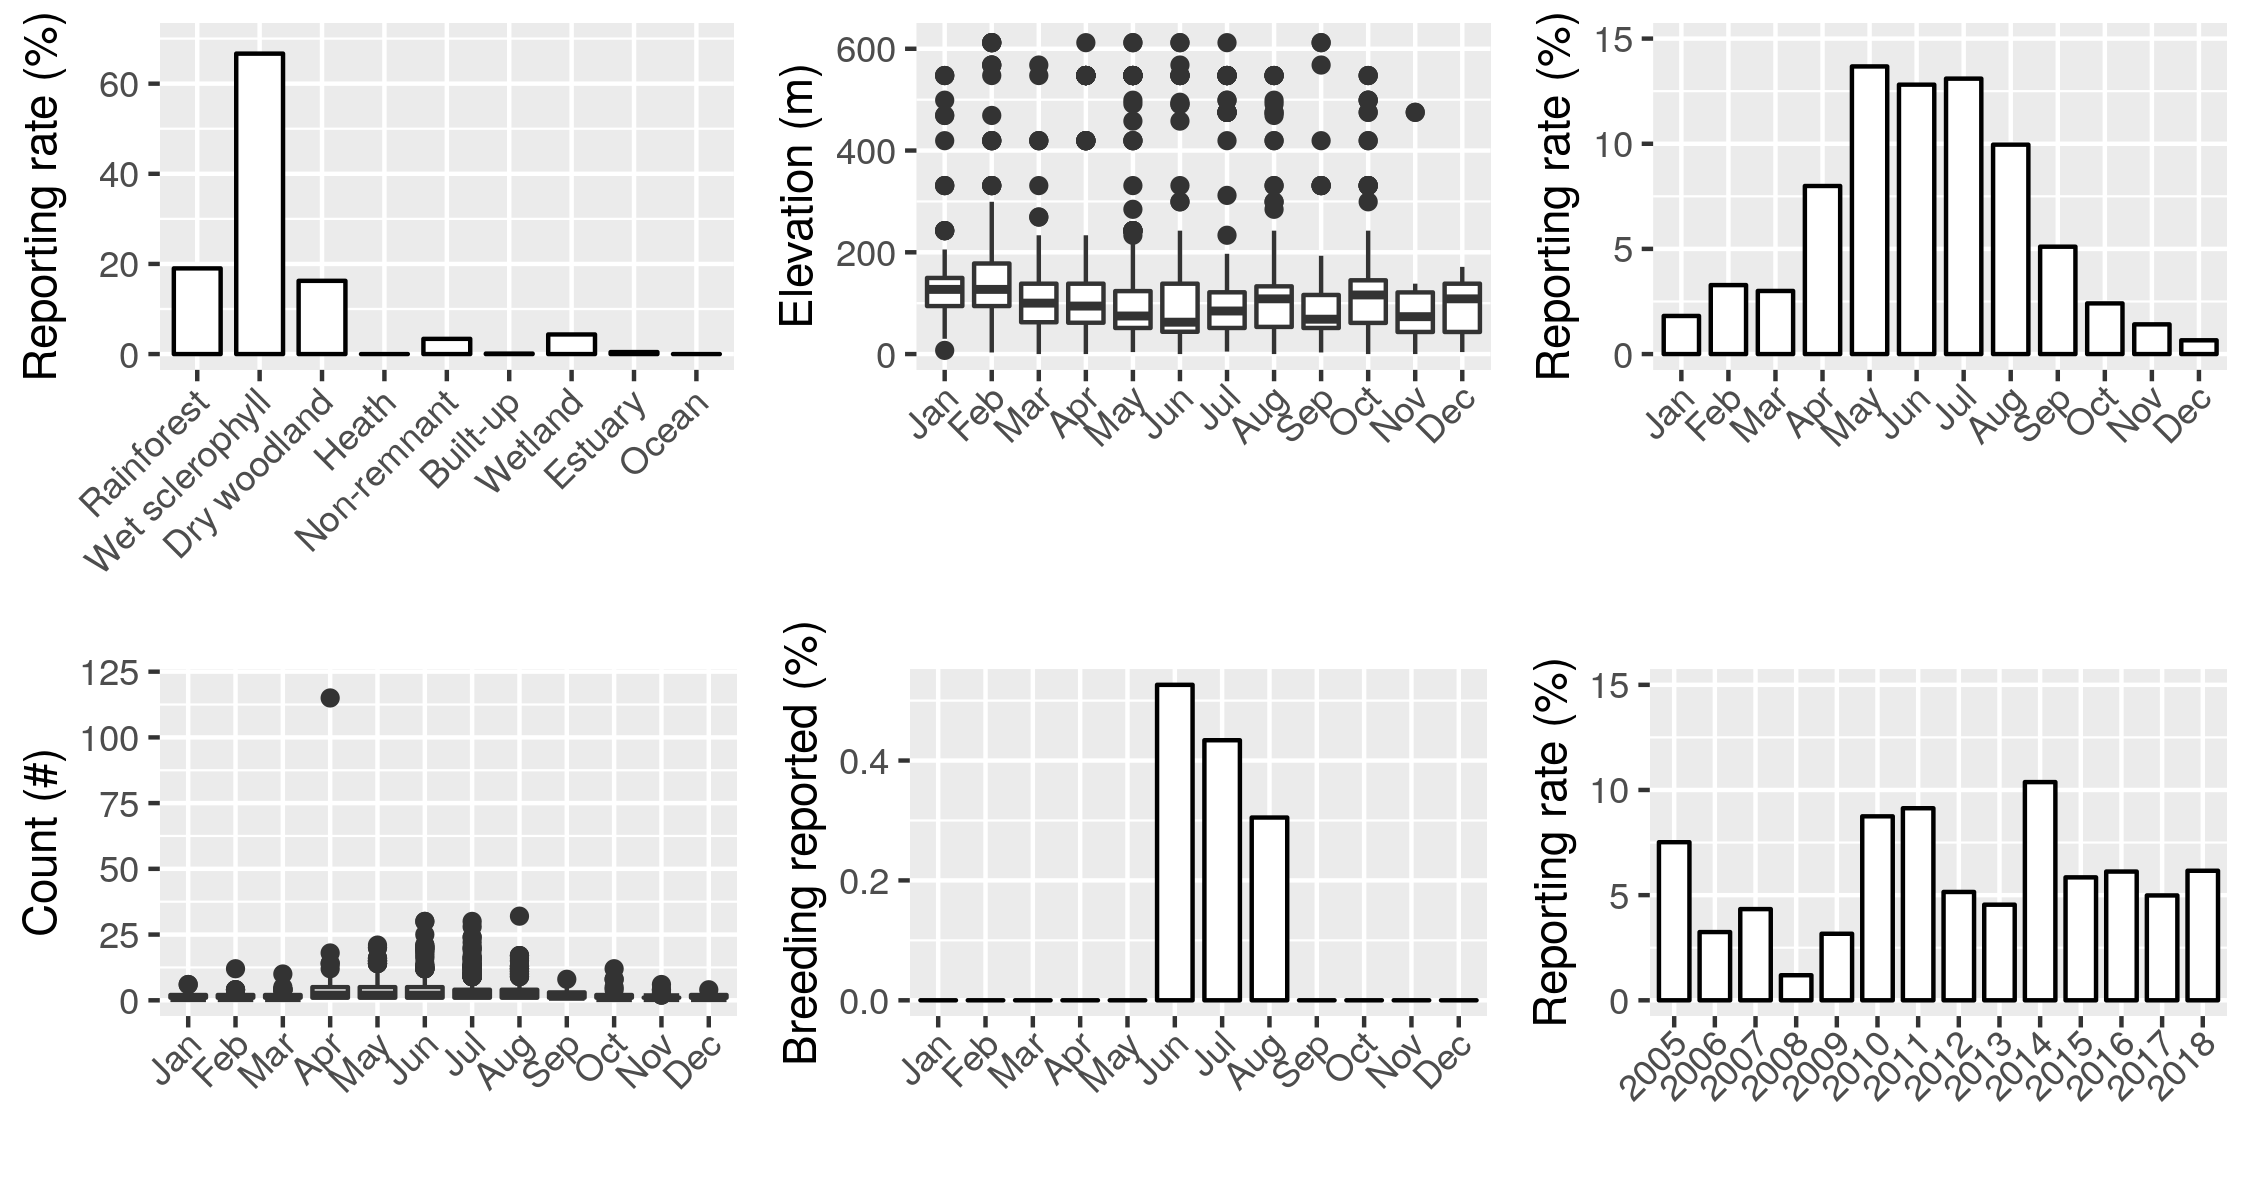 Reporting rate (%)
60
40
20
0
Rainforest
Wet sclerophyll
Dry woodland
Heath
Non-remnant
Built-up
Wetland
Estuary
Ocean
Elevation (m)
600
400
200
0
Jan
Feb
Mar
Apr
May
Jun
Jul
Aug
Sep
Oct
Nov
Dec
Reporting rate (%)
15
10
5
0
Jan
Feb
Mar
Apr
May
Jun
Jul
Aug
Sep
Oct
Nov
Dec
Count (#)
125
100
75
50
25
0
Jan
Feb
Mar
Apr
May
Jun
Jul
Aug
Sep
Oct
Nov
Dec
Breeding reported (%)
0.4
0.2
0.0
Jan
Feb
Mar
Apr
May
Jun
Jul
Aug
Sep
Oct
Nov
Dec
Reporting rate (%)
15
10
5
0
2005
2006
2007
2008
2009
2010
2011
2012
2013
2014
2015
2016
2017
2018